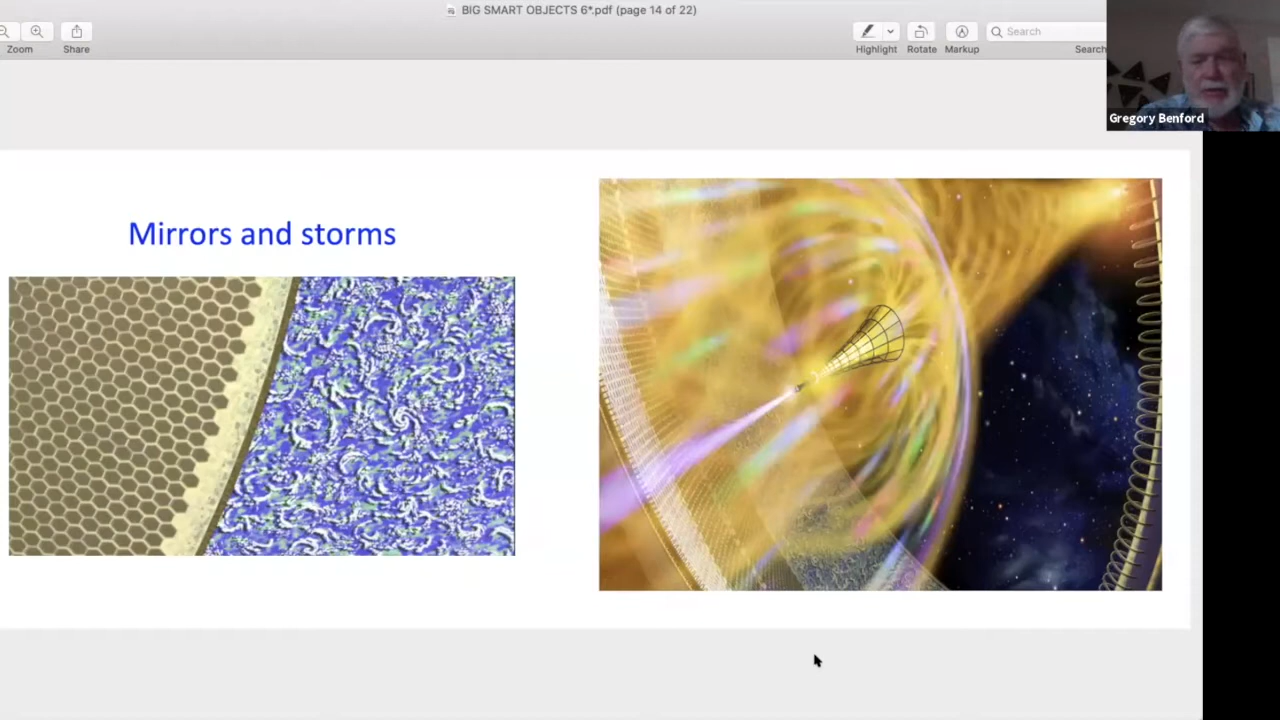 BIG SMART OBJECTS 6*.pdf (page 14 of 22)
Search
Zoom Share Highlight Rotate Markup Search
Gregory Benford
Mirrors and storms